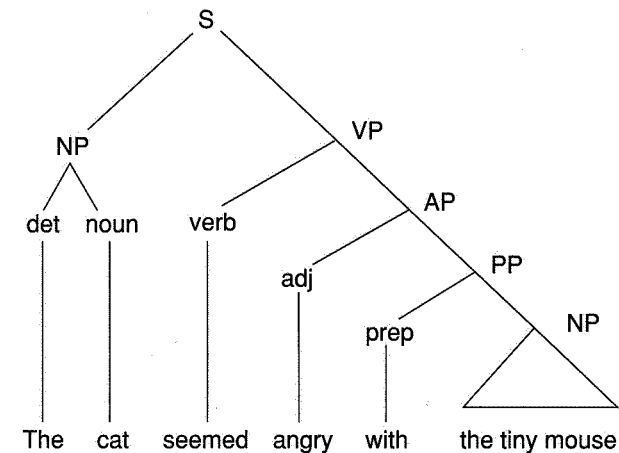 S
NP
VP
det noun verb
AP
adj
PP
prep
NP
The cat seemed angry with the tiny mouse